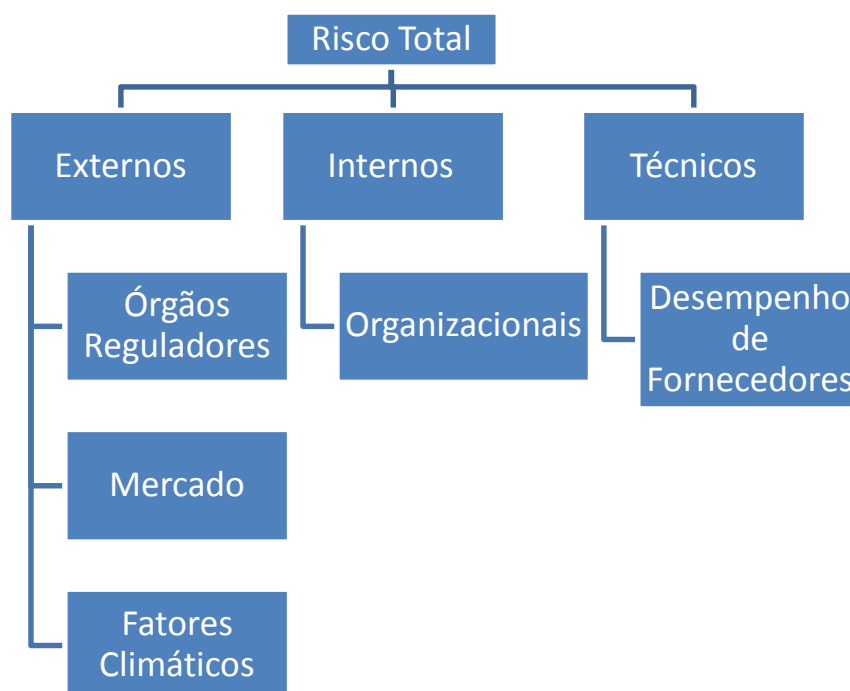 Risco Total
Externos
Internos
Técnicos
Órgãos
Reguladores
Organizacionais
Desempenho
de
Fornecedores
Mercado
Fatores
Climáticos